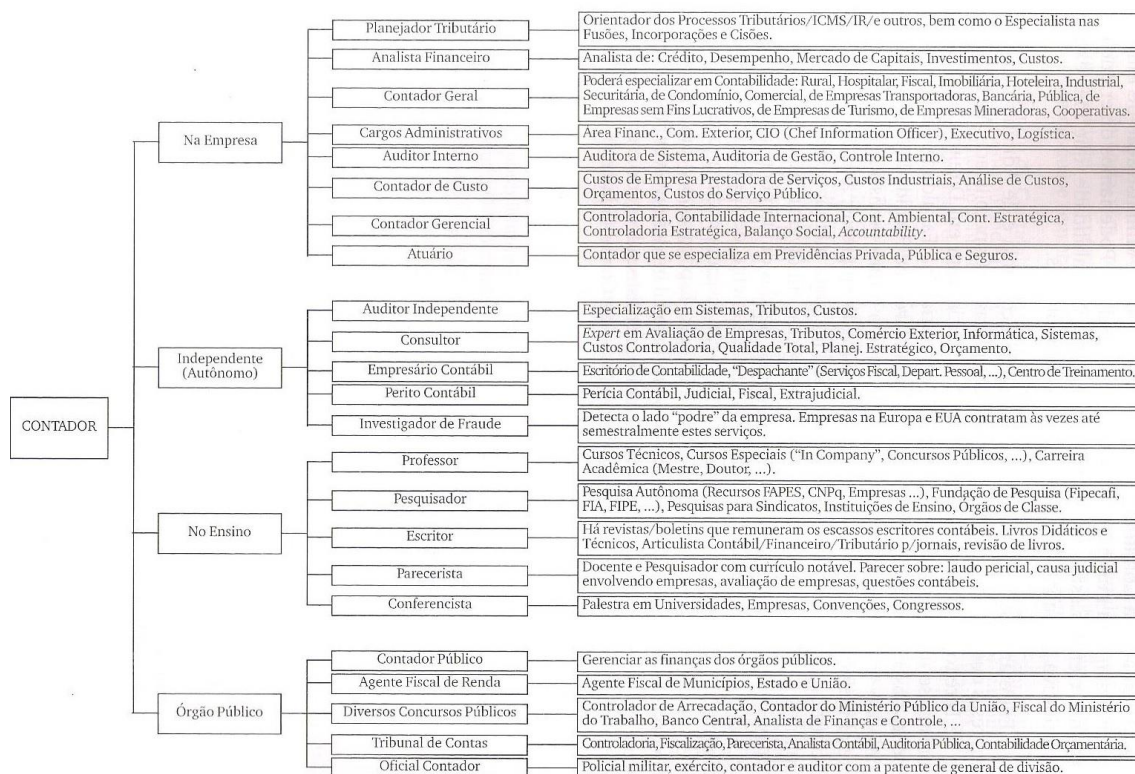 Planejador Tributário
Orientador dos Processos Tributários/ICMS/IR/e outros, bem como o Especialista nas
Fusões, Incorporações e Cisões.
Analista Financeiro
Analista de: Crédito, Desempenho, Mercado de Capitais, Investimentos, Custos.
Contador Geral
Poderá especializar em Contabilidade: Rural, Hospitalar, Fiscal, Imobiliária, Hoteleira, Industrial,
Securitária, de Condomínio, Comercial, de Empresas Transportadoras, Bancária, Pública, de
Empresas sem Fins Lucrativos, de Empresas de Turismo, de Empresas Mineradoras, Cooperativas.
Na Empresa
Cargos Administrativos
Área Financ., Com. Exterior, CIO (Chef Information Officer), Executivo, Logística.
Auditor Interno
Auditora de Sistema, Auditoria de Gestão, Controle Interno.
Contador de Custo
Custos de Empresa Prestadora de Serviços, Custos Industriais, Análise de Custos,
Orçamentos, Custos do Serviço Público.
Contador Gerencial
Controladoria, Contabilidade Internacional, Cont. Ambiental, Cont. Estratégica,
Controladoria Estratégica, Balanço Social, Accountability.
Atuário
Contador que se especializa em Previdências Privada, Pública e Seguros.
Auditor Independente
Especialização em Sistemas, Tributos, Custos.
Consultor
Expert em Avaliação de Empresas, Tributos, Comércio Exterior, Informática, Sistemas,
Custos Controladoria, Qualidade Total, Planej. Estratégico, Orçamento.
Independente
(Autônomo)
Empresário Contábil
Escritório de Contabilidade, "Despachante" (Serviços Fiscal, Depart. Pessoal, ...), Centro de Treinamento.
Perito Contábil
Perícia Contábil, Judicial, Fiscal, Extrajudicial.
Investigador de Fraude
Detecta o lado "podre" da empresa. Empresas na Europa e EUA contratam às vezes até
semestralmente estes serviços.
CONTADOR
Professor
Cursos Técnicos, Cursos Especiais ("In Company", Concursos Públicos, ...), Carreira
Acadêmica (Mestre, Doutor, ...).
Pesquisador
Pesquisa Autônoma (Recursos FAPES, CNPq, Empresas ...), Fundação de Pesquisa (Fipecafi,
FIA, FIPE, ...), Pesquisas para Sindicatos, Instituições de Ensino, Órgãos de Classe.
No Ensino
Escritor
Há revistas/boletins que remuneram os escassos escritores contábeis. Livros Didáticos e
Técnicos, Articulista Contábil/Financeiro/Tributário p/jornais, revisão de livros.
Parecerista
Docente e Pesquisador com currículo notável. Parecer sobre: laudo pericial, causa judicial
envolvendo empresas, avaliação de empresas, questões contábeis.
Conferencista
Palestra em Universidades, Empresas, Convenções, Congressos.
Contador Público
Gerenciar as finanças dos órgãos públicos.
Agente Fiscal de Renda
Agente Fiscal de Municípios, Estado e União.
Órgão Público
Diversos Concursos Públicos
Controlador de Arrecadação, Contador do Ministério Público da União, Fiscal do Ministério
do Trabalho, Banco Central, Analista de Finanças e Controle, ...
Tribunal de Contas
Controladoria, Fiscalização, Parecerista, Analista Contábil, Auditoria Pública, Contabilidade Orçamentária.
Oficial Contador
Policial militar, exército, contador e auditor com a patente de general de divisão.